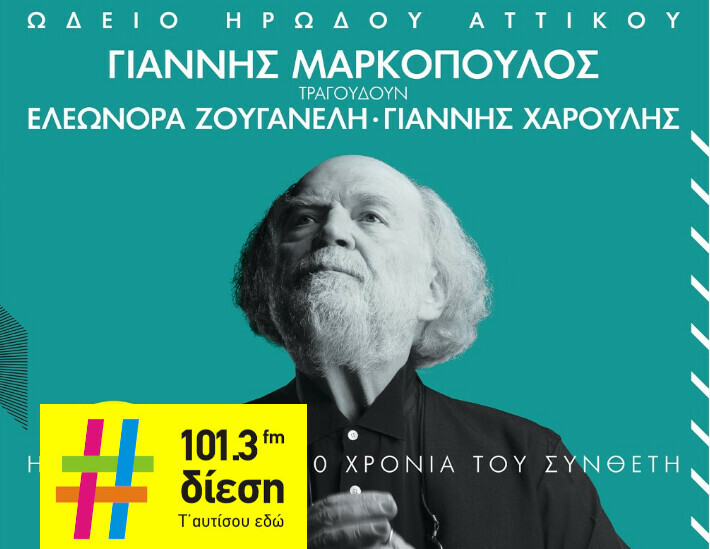 ΩΔΕΙΟ ΗΡΩΔΟΥ ΑΤΤΙΚΟΥ
ΓΙΑΝΝΗΣ ΜΑΡΚΟΠΟΥΛΟΣ
ΤΡΑΓΟΥΔΟΥΝ
ΕΛΕΩΝΟΡΑ ΖΟΥΓΑΝΕΛΗ · ΓΙΑΝΝΗΣ ΧΑΡΟΥΛΗΣ
Η 0 ΧΡΟΝΙΑ ΤΟΥ ΣΥΝΘΕΤΗ
101.3 fm
δίεση
Τ΄αυτίσου εδώ